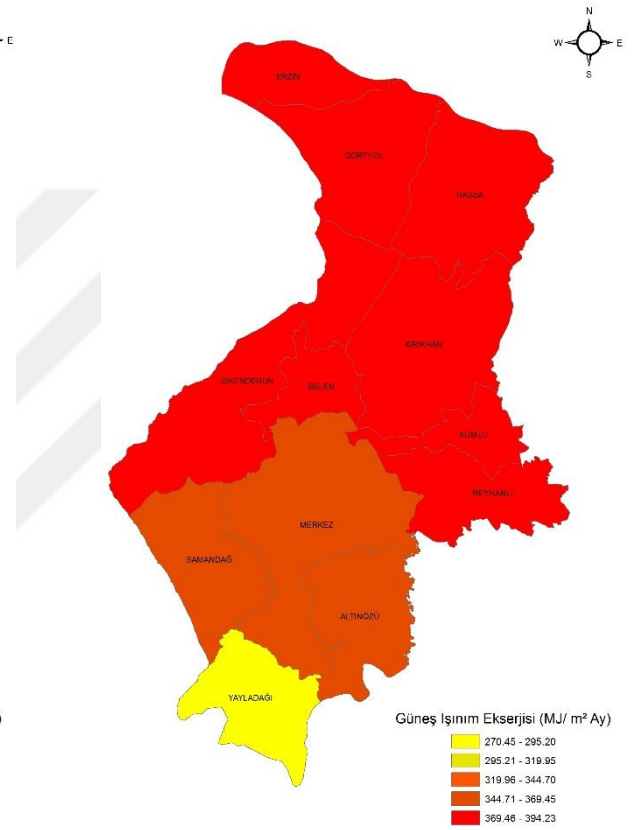 E
N
W E
S
ERZİN
DÖRTYOL
HASSA
KIRIKHAN
İSKENDERUN
BELEN
KUMLU
REYHANLI
MERKEZ
SAMANDAĞ
ALTINÖZÜ
YAYLADAĞI
)
Güneş Işınım Ekserjisi (MJ/ m² Ay)
270.45 - 295.20
295.21 - 319.95
319.96 - 344.70
344.71 - 369.45
369.46 - 394.23